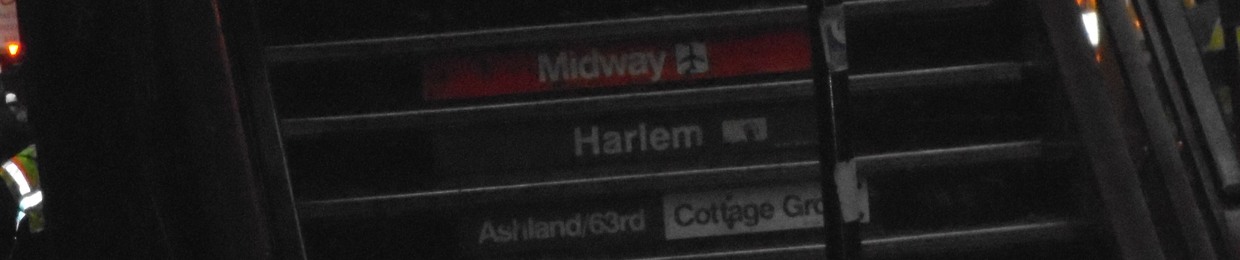 Midway
Harlem
Ashland/63rd Cottage Gro